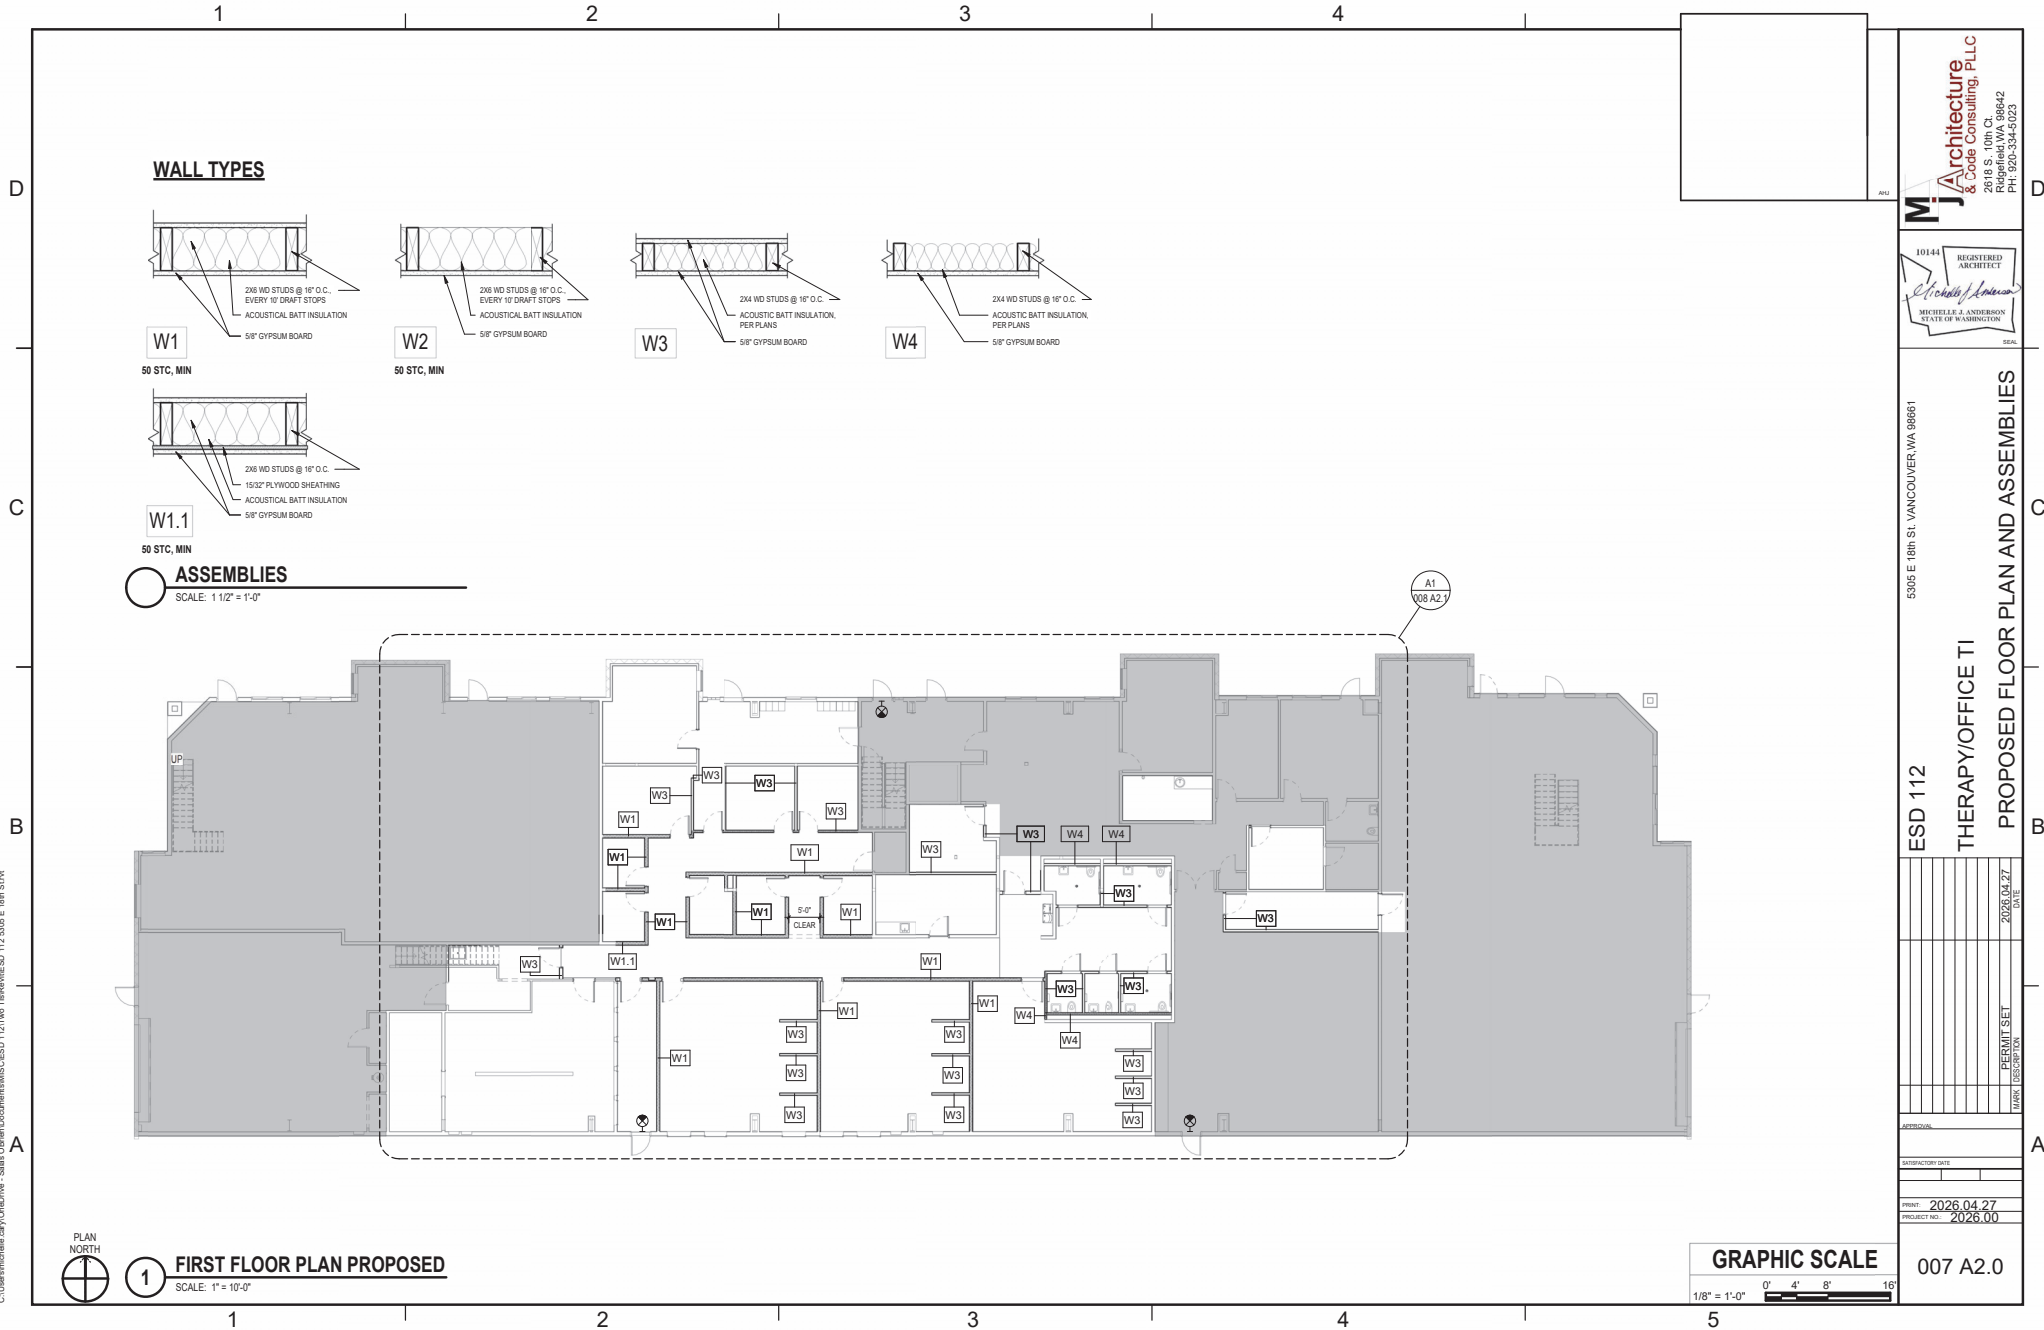 1
2
3
4
D
C
B
A
WALL TYPES
2X6 WD STUDS @ 16" O.C.,
EVERY 10' DRAFT STOPS
ACOUSTICAL BATT INSULATION
5/8" GYPSUM BOARD
W1
50 STC, MIN
2X6 WD STUDS @ 16" O.C.,
EVERY 10' DRAFT STOPS
ACOUSTICAL BATT INSULATION
5/8" GYPSUM BOARD
W2
50 STC, MIN
2X4 WD STUDS @ 16" O.C.
ACOUSTIC BATT INSULATION,
PER PLANS
5/8" GYPSUM BOARD
W3
2X4 WD STUDS @ 16" O.C.
ACOUSTIC BATT INSULATION,
PER PLANS
5/8" GYPSUM BOARD
W4
2X6 WD STUDS @ 16" O.C.
15/32" PLYWOOD SHEATHING
ACOUSTICAL BATT INSULATION
5/8" GYPSUM BOARD
W1.1
50 STC, MIN
ASSEMBLIES
SCALE: 1 1/2" = 1'-0"
A1
008 A2.1
UP
W3
W3
W3
W3
W1
W1
W1
W3
W3
W4
W4
W3
W1
W1
W1
5'-0"
CLEAR
W3
W3
W1.1
W1
W3
W3
W1
W1
W1
W4
W4
W1
W3
W3
W3
W3
W3
W3
W3
W3
W3
PLAN
NORTH
1
FIRST FLOOR PLAN PROPOSED
SCALE: 1" = 10'-0"
GRAPHIC SCALE
0' 4' 8' 16'
1/8" = 1'-0"
1
2
3
4
5
AHJ
Mj Architecture
& Code Consulting, PLLC
2618 S. 10th Ct.
Ridgefield, WA 98642
PH: 920-334-5023
10144
REGISTERED
ARCHITECT
Michelle J Anderson
MICHELLE J. ANDERSON
STATE OF WASHINGTON
SEAL
5305 E 18th St. VANCOUVER, WA 98661
ESD 112
THERAPY/OFFICE TI
PROPOSED FLOOR PLAN AND ASSEMBLIES
2026.04.27
DATE
PERMIT SET
MARK DESCRIPTION
APPROVAL
SATISFACTORY DATE
PRINT: 2026.04.27
PROJECT NO.: 2026.00
007 A2.0
D
C
B
A